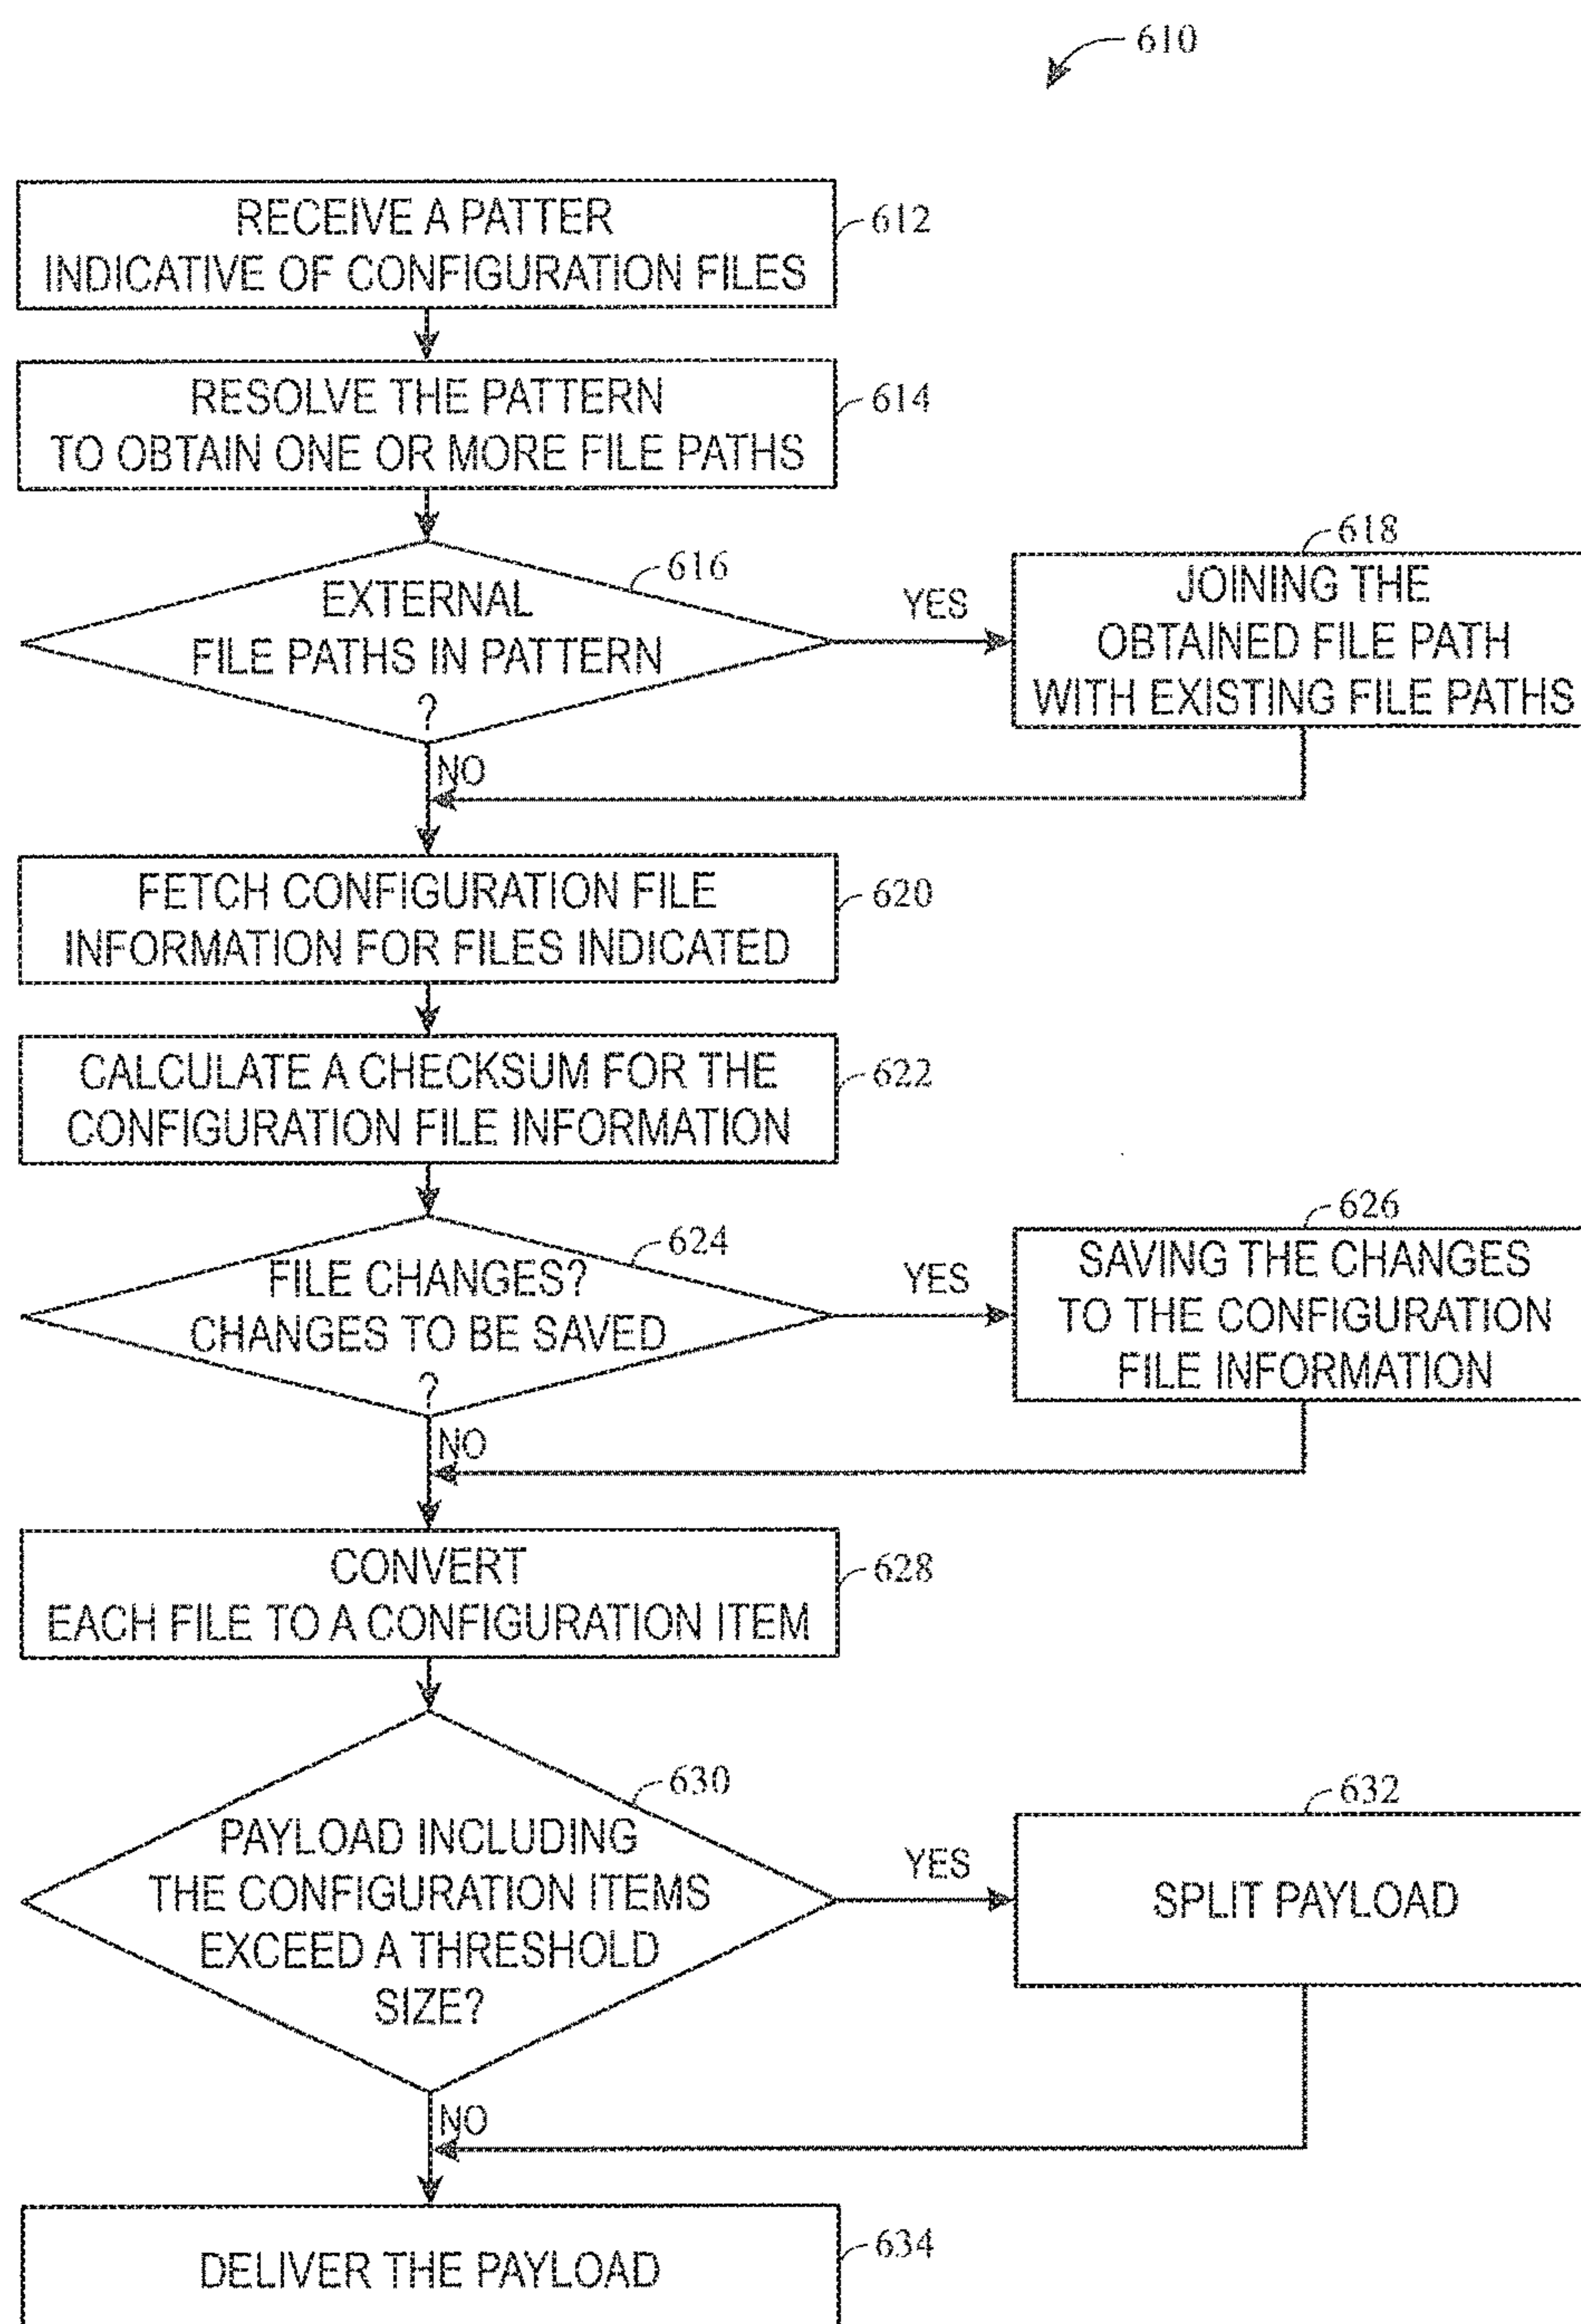 610
RECEIVE A PATTER
INDICATIVE OF CONFIGURATION FILES
612
RESOLVE THE PATTERN
TO OBTAIN ONE OR MORE FILE PATHS
614
EXTERNAL
FILE PATHS IN PATTERN
?
616
YES
618
JOINING THE
OBTAINED FILE PATH
WITH EXISTING FILE PATHS
NO
FETCH CONFIGURATION FILE
INFORMATION FOR FILES INDICATED
620
CALCULATE A CHECKSUM FOR THE
CONFIGURATION FILE INFORMATION
622
FILE CHANGES?
CHANGES TO BE SAVED
?
624
YES
626
SAVING THE CHANGES
TO THE CONFIGURATION
FILE INFORMATION
NO
CONVERT
EACH FILE TO A CONFIGURATION ITEM
628
PAYLOAD INCLUDING
THE CONFIGURATION ITEMS
EXCEED A THRESHOLD
SIZE?
630
YES
632
SPLIT PAYLOAD
NO
DELIVER THE PAYLOAD
634